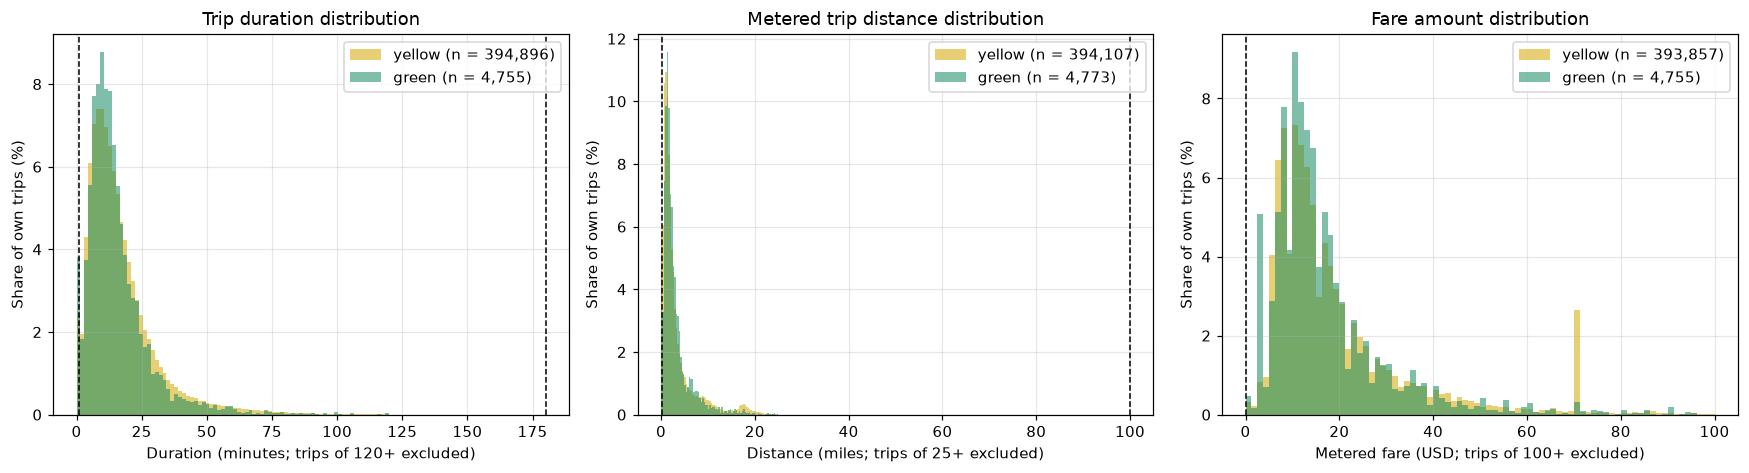 Trip duration distribution
yellow (n = 394,896)
green (n = 4,755)
Share of own trips (%)
8
6
4
2
0
0 25 50 75 100 125 150 175
Duration (minutes; trips of 120+ excluded)
Metered trip distance distribution
yellow (n = 394,107)
green (n = 4,773)
Share of own trips (%)
12
10
8
6
4
2
0
0 20 40 60 80 100
Distance (miles; trips of 25+ excluded)
Fare amount distribution
yellow (n = 393,857)
green (n = 4,755)
Share of own trips (%)
8
6
4
2
0
0 20 40 60 80 100
Metered fare (USD; trips of 100+ excluded)